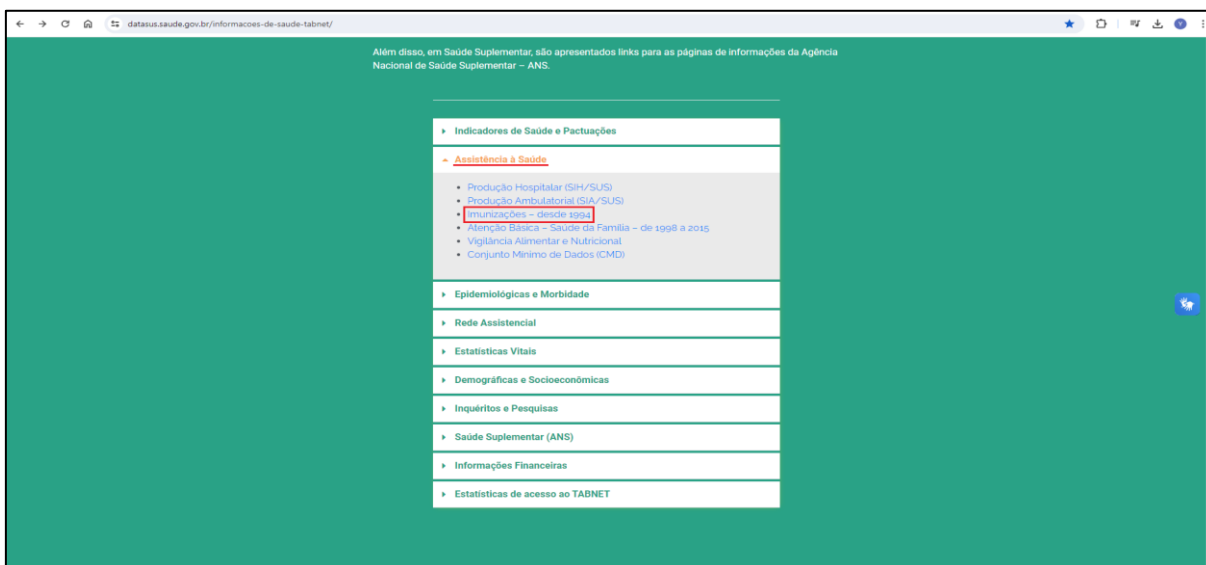 datasus.saude.gov.br/informacoes-de-saude-tabnet/
Além disso, em Saúde Suplementar, são apresentados links para as páginas de informações da Agência
Nacional de Saúde Suplementar – ANS.
Indicadores de Saúde e Pactuações
Assistência à Saúde
Produção Hospitalar (SIH/SUS)
Produção Ambulatorial (SIA/SUS)
Imunizações – desde 1994
Atenção Básica – Saúde da Família – de 1998 a 2015
Vigilância Alimentar e Nutricional
Conjunto Mínimo de Dados (CMD)
Epidemiológicas e Morbidade
Rede Assistencial
Estatísticas Vitais
Demográficas e Socioeconômicas
Inquéritos e Pesquisas
Saúde Suplementar (ANS)
Informações Financeiras
Estatísticas de acesso ao TABNET